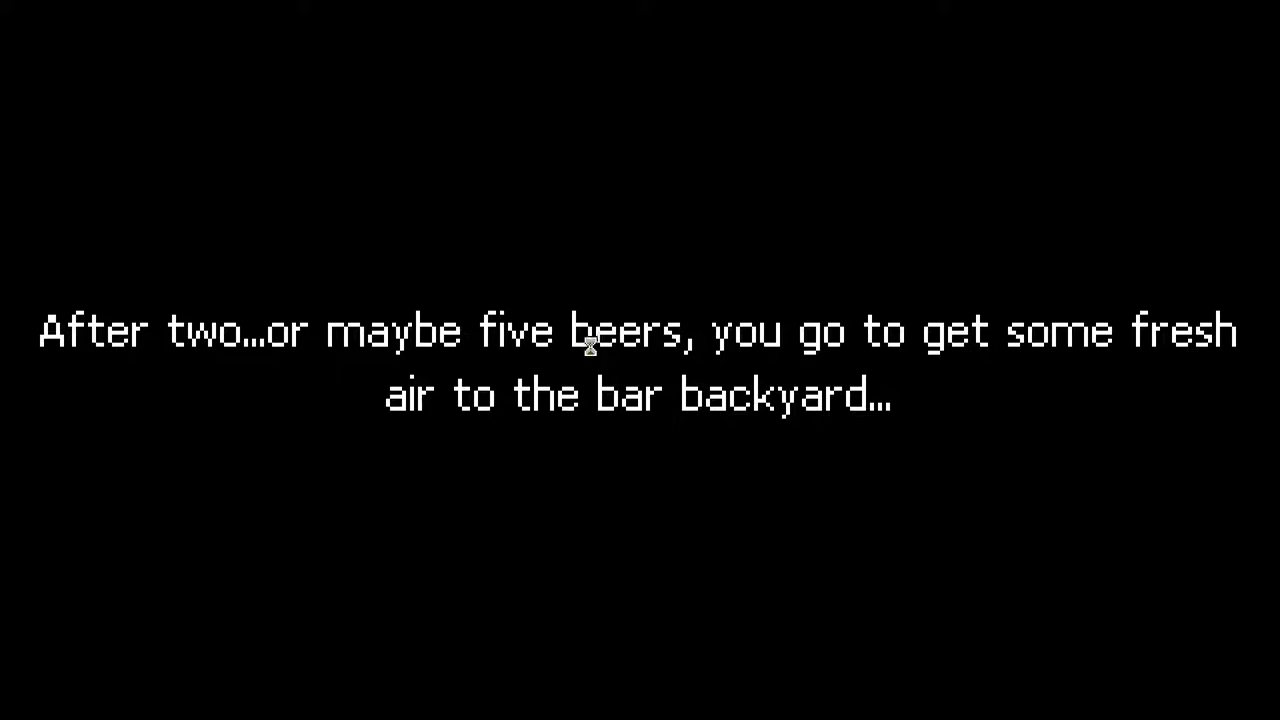 After two...or maybe five beers, you go to get some fresh
air to the bar backyard...